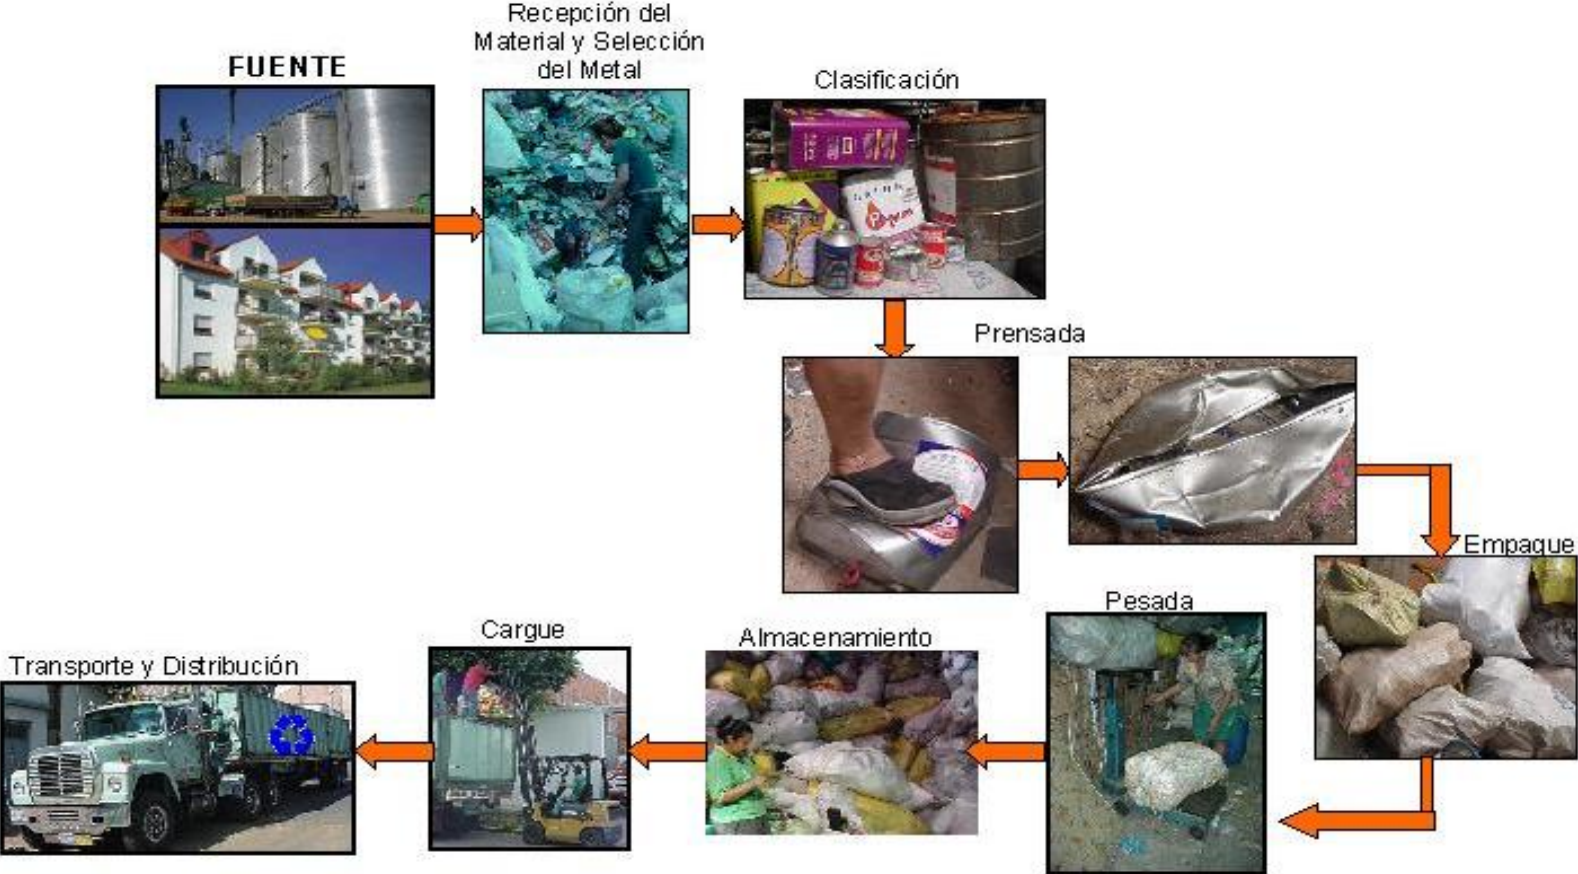 FUENTE
Recepción del
Material y Selección
del Metal
Clasificación
Prensada
Empaque
Pesada
Almacenamiento
Cargue
Transporte y Distribución